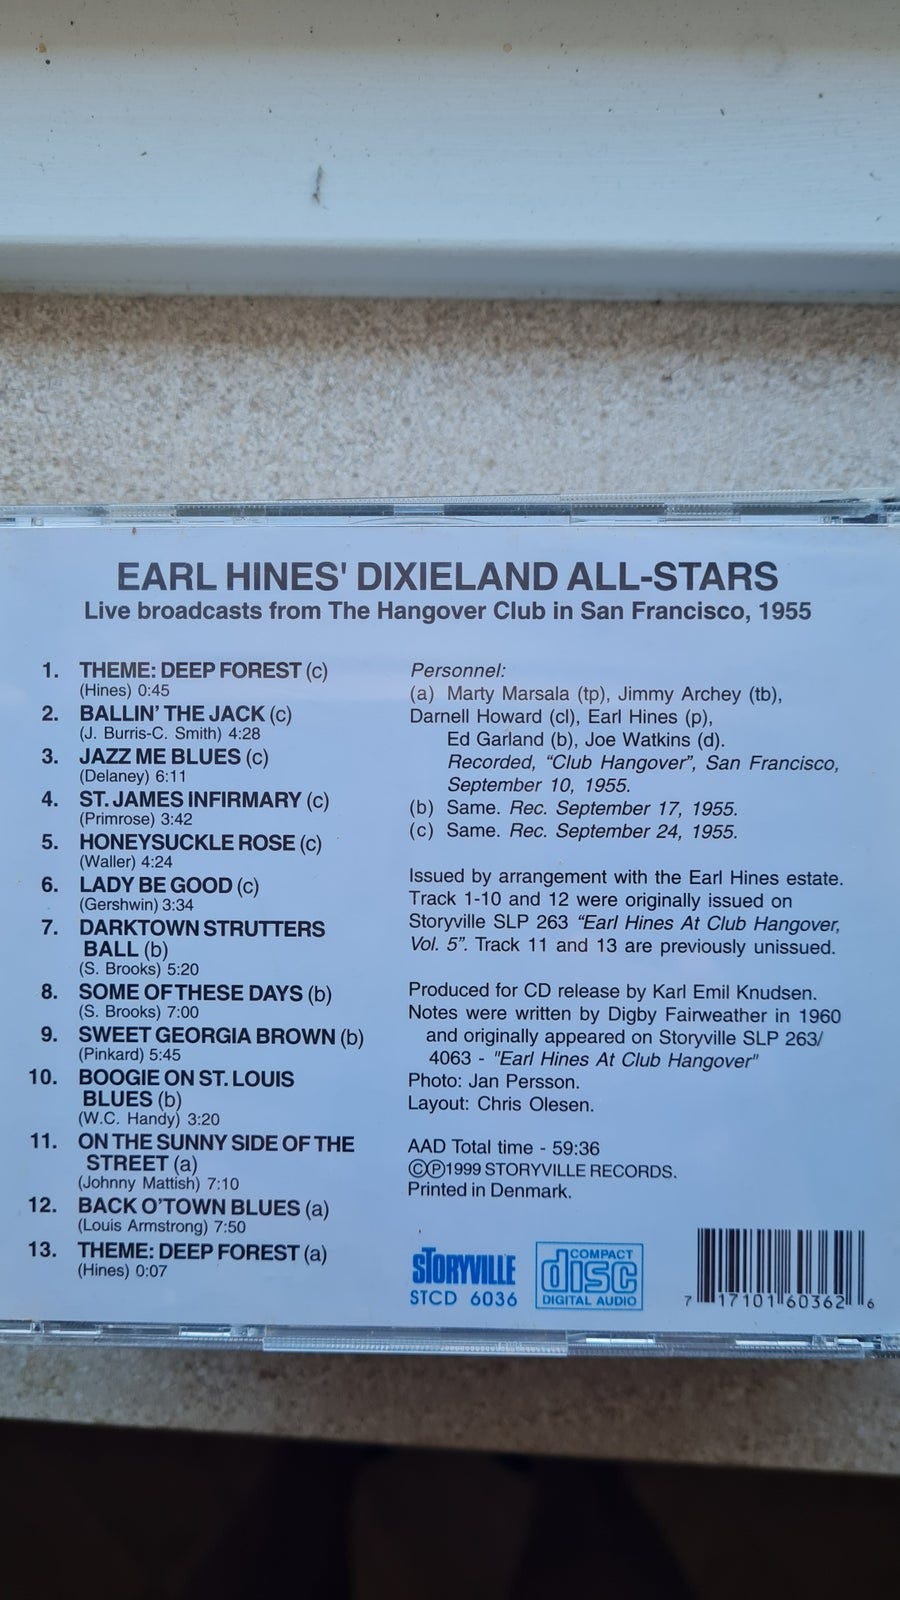 EARL HINES' DIXIELAND ALL-STARS
Live broadcasts from The Hangover Club in San Francisco, 1955
1. THEME: DEEP FOREST (c)
(Hines) 0:45
2. BALLIN' THE JACK (c)
(J. Burris-C. Smith) 4:28
3. JAZZ ME BLUES (c)
(Delaney) 6:11
4. ST. JAMES INFIRMARY (c)
(Primrose) 3:42
5. HONEYSUCKLE ROSE (c)
(Waller) 4:24
6. LADY BE GOOD (c)
(Gershwin) 3:34
7. DARKTOWN STRUTTERS
BALL (b)
(S. Brooks) 5:20
8. SOME OF THESE DAYS (b)
(S. Brooks) 7:00
9. SWEET GEORGIA BROWN (b)
(Pinkard) 5:45
10. BOOGIE ON ST. LOUIS
BLUES (b)
(W.C. Handy) 3:20
11. ON THE SUNNY SIDE OF THE
STREET (a)
(Johnny Mattish) 7:10
12. BACK O'TOWN BLUES (a)
(Louis Armstrong) 7:50
13. THEME: DEEP FOREST (a)
(Hines) 0:07
Personnel:
(a) Marty Marsala (tp), Jimmy Archey (tb),
Darnell Howard (cl), Earl Hines (p),
Ed Garland (b), Joe Watkins (d).
Recorded, "Club Hangover", San Francisco,
September 10, 1955.
(b) Same. Rec. September 17, 1955.
(c) Same. Rec. September 24, 1955.
Issued by arrangement with the Earl Hines estate.
Track 1-10 and 12 were originally issued on
Storyville SLP 263 "Earl Hines At Club Hangover,
Vol. 5". Track 11 and 13 are previously unissued.
Produced for CD release by Karl Emil Knudsen.
Notes were written by Digby Fairweather in 1960
and originally appeared on Storyville SLP 263/
4063 - "Earl Hines At Club Hangover"
Photo: Jan Persson.
Layout: Chris Olesen.
AAD Total time - 59:36
©℗1999 STORYVILLE RECORDS.
Printed in Denmark.
STORYVILLE
STCD 6036
COMPACT
disc
DIGITAL AUDIO
7 17101 60362 6